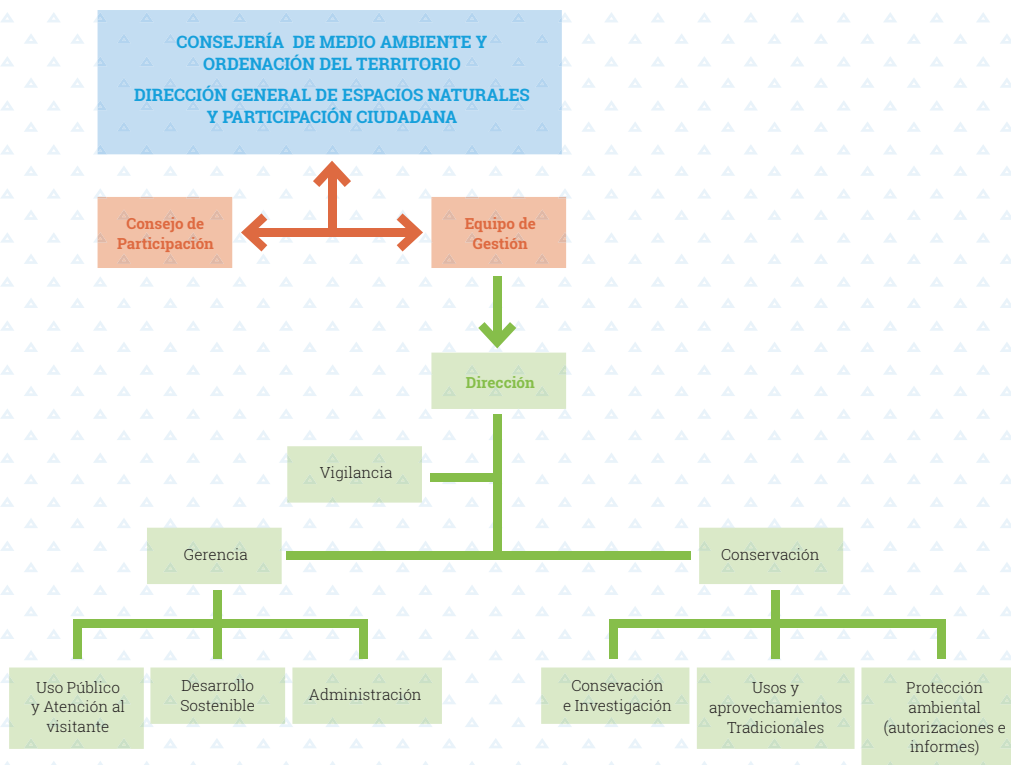 CONSEJERÍA DE MEDIO AMBIENTE Y
ORDENACIÓN DEL TERRITORIO
DIRECCIÓN GENERAL DE ESPACIOS NATURALES
Y PARTICIPACIÓN CIUDADANA
Consejo de
Participación
Equipo de
Gestión
Dirección
Vigilancia
Gerencia
Conservación
Uso Público
y Atención al
visitante
Desarrollo
Sostenible
Administración
Consevación
e Investigación
Usos y
aprovechamientos
Tradicionales
Protección
ambiental
(autorizaciones e
informes)